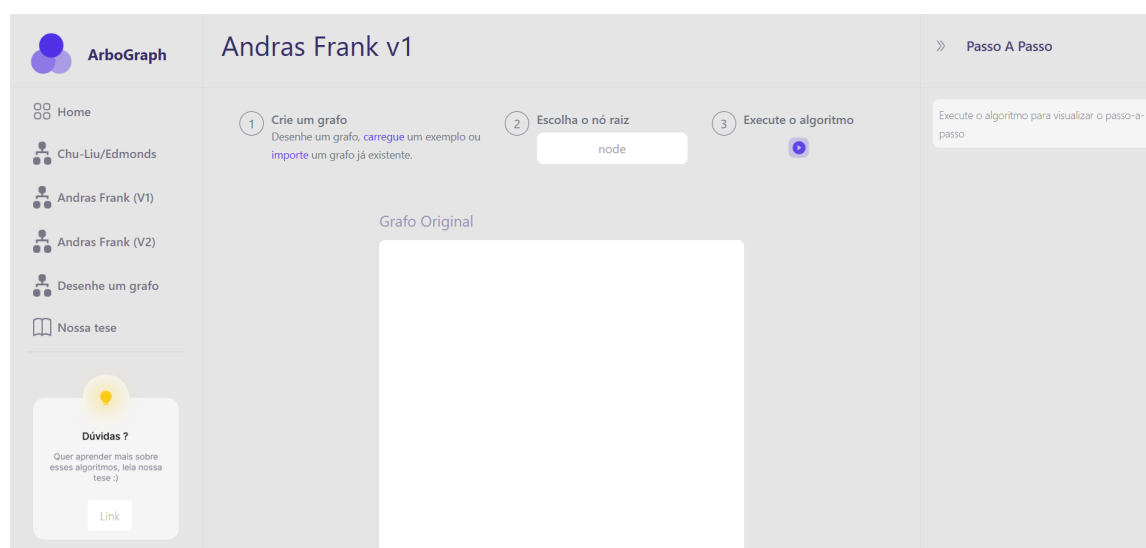 ArboGraph
Home
Chu-Liu/Edmonds
Andras Frank (V1)
Andras Frank (V2)
Desenhe um grafo
Nossa tese
Dúvidas ?
Quer aprender mais sobre
esses algoritmos, leia nossa
tese :)
Link
Andras Frank v1
1
Crie um grafo
Desenhe um grafo, carregue um exemplo ou
importe um grafo já existente.
2
Escolha o nó raiz
node
3
Execute o algoritmo
Grafo Original
Passo A Passo
Execute o algoritmo para visualizar o passo-a-
passo